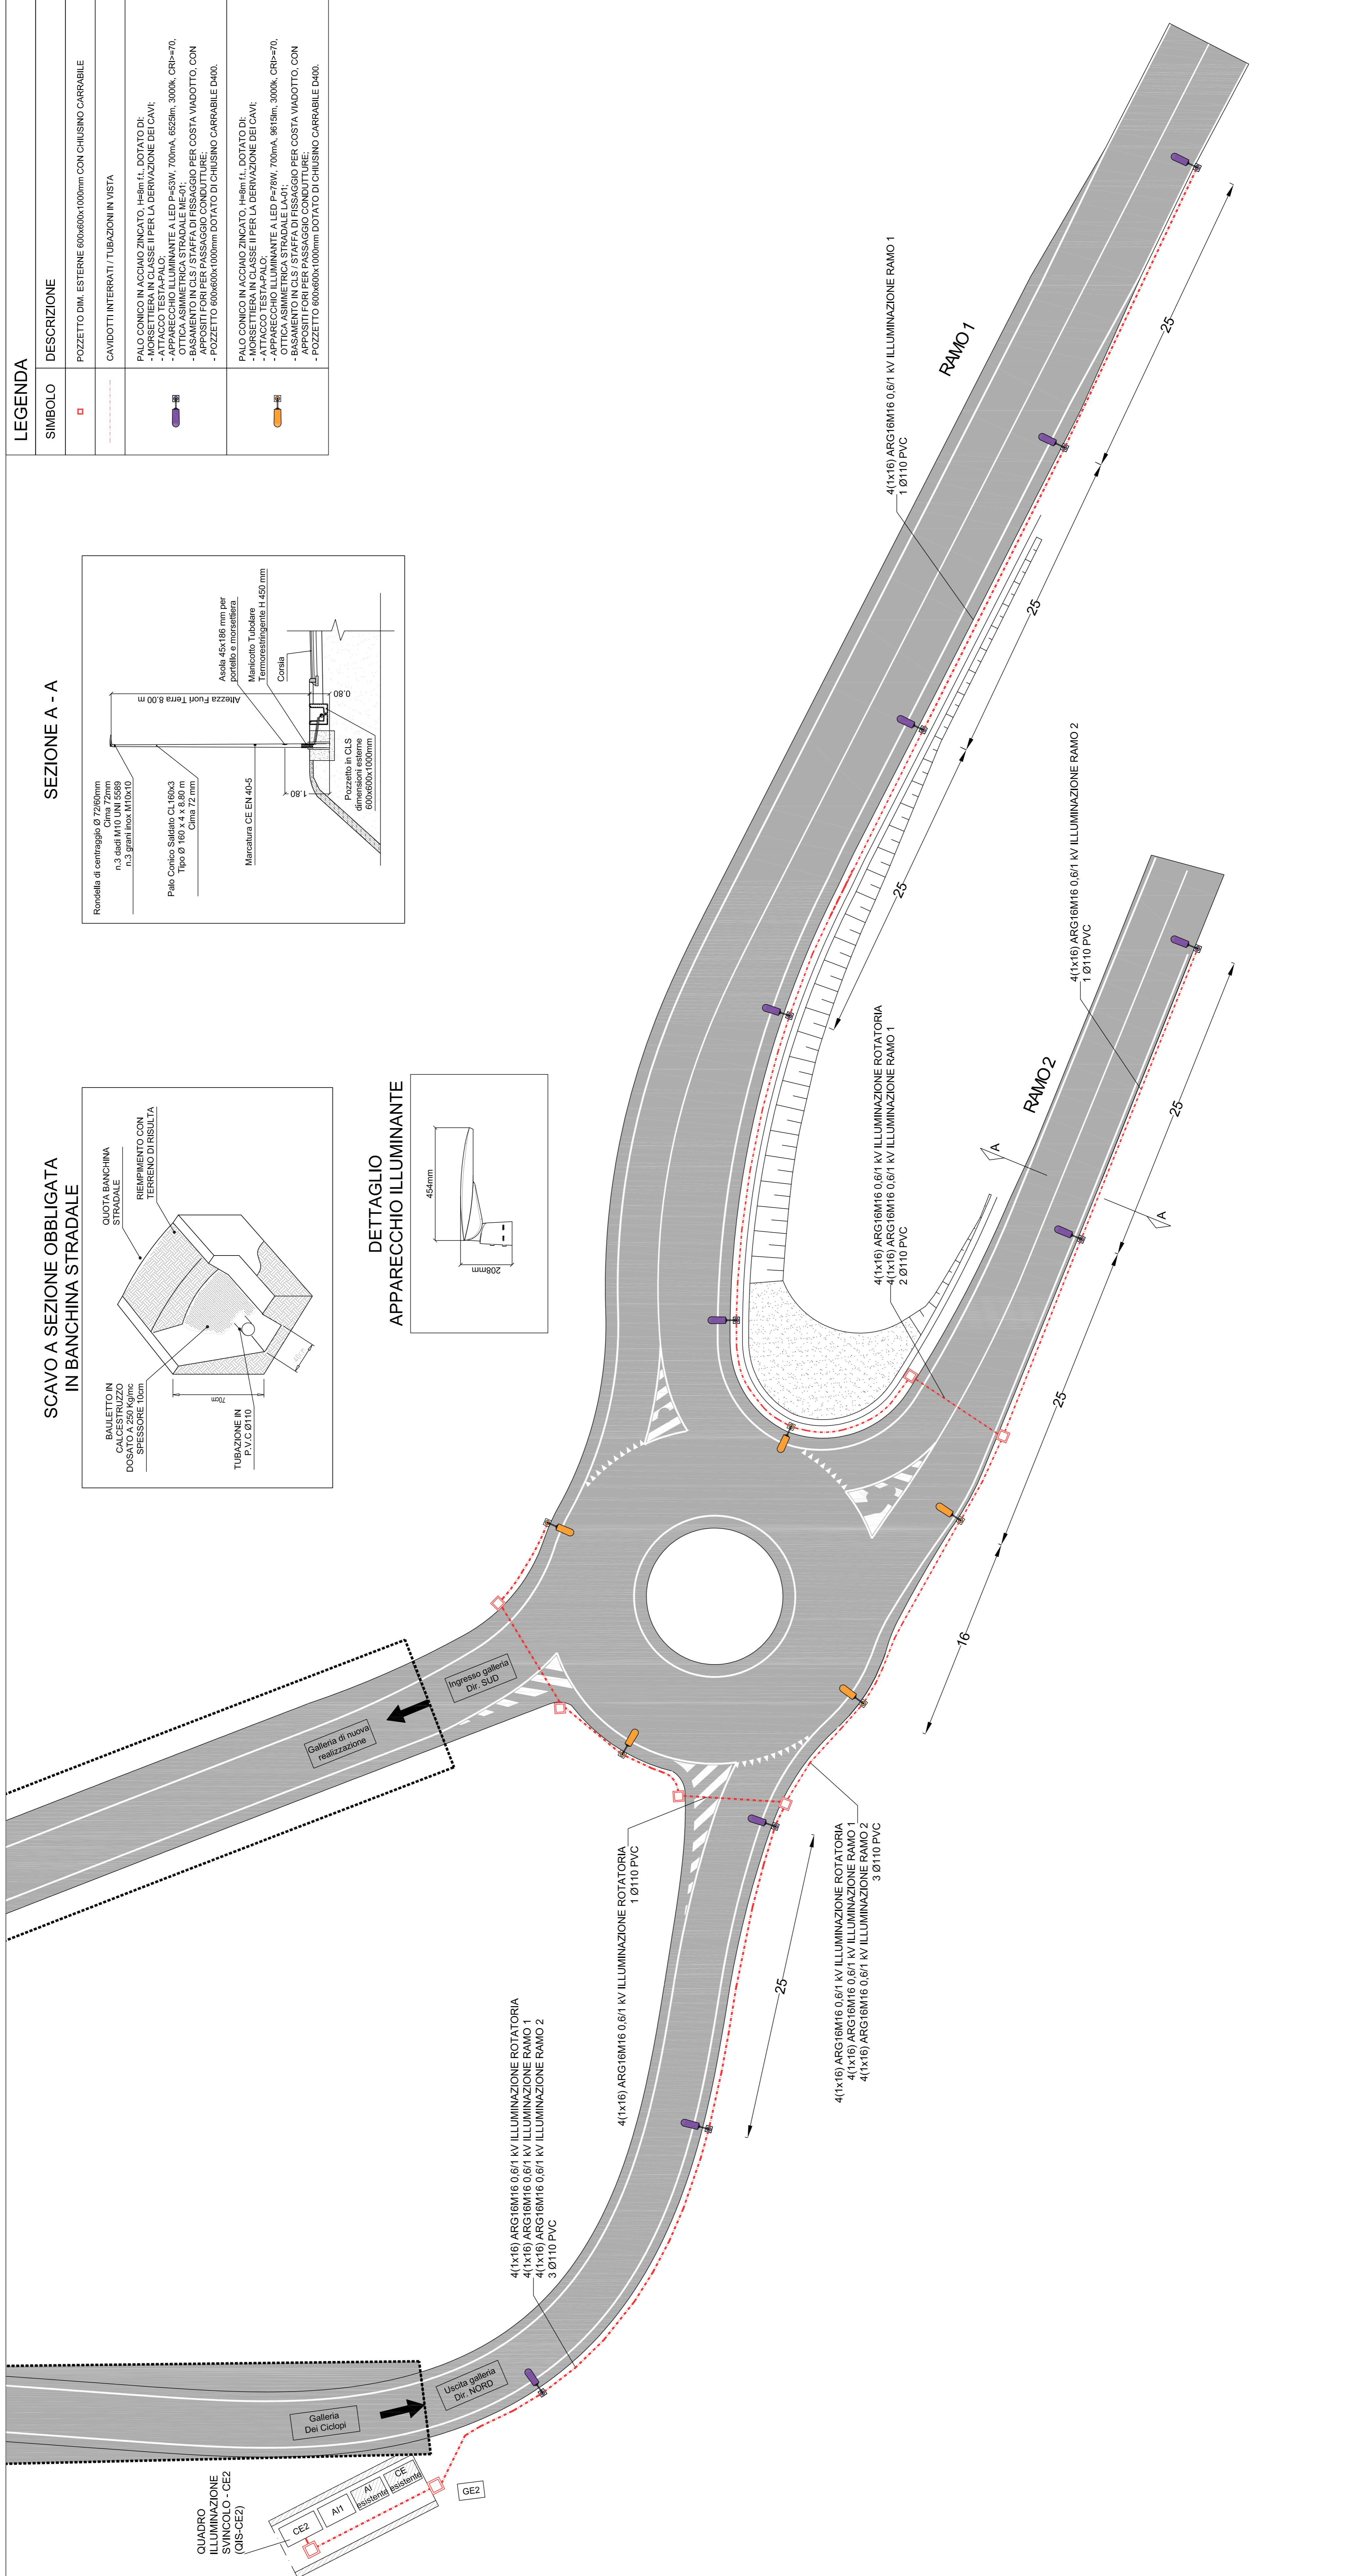 LEGENDA
SIMBOLO
DESCRIZIONE
POZZETTO DIM. ESTERNE 600x600x1000mm CON CHIUSINO CARRABILE
CAVIDOTTI INTERRATI / TUBAZIONI IN VISTA
PALO CONICO IN ACCIAIO ZINCATO, H=8m f.t., DOTATO DI:
- MORSETTIERA IN CLASSE II PER LA DERIVAZIONE DEI CAVI;
- ATTACCO TESTA-PALO;
- APPARECCHIO ILLUMINANTE A LED P=53W, 700mA, 6525lm, 3000k, CRI>=70,
OTTICA ASIMMETRICA STRADALE ME-01;
- BASAMENTO IN CLS / STAFFA DI FISSAGGIO PER COSTA VIADOTTO, CON
APPOSITI FORI PER PASSAGGIO CONDUTTURE;
- POZZETTO 600x600x1000mm DOTATO DI CHIUSINO CARRABILE D400.
PALO CONICO IN ACCIAIO ZINCATO, H=8m f.t., DOTATO DI:
- MORSETTIERA IN CLASSE II PER LA DERIVAZIONE DEI CAVI;
- ATTACCO TESTA-PALO;
- APPARECCHIO ILLUMINANTE A LED P=78W, 700mA, 9615lm, 3000k, CRI>=70,
OTTICA ASIMMETRICA STRADALE LA-01;
- BASAMENTO IN CLS / STAFFA DI FISSAGGIO PER COSTA VIADOTTO, CON
APPOSITI FORI PER PASSAGGIO CONDUTTURE;
- POZZETTO 600x600x1000mm DOTATO DI CHIUSINO CARRABILE D400.
SEZIONE A - A
Rondella di centraggio Ø 72/60mm
Cima 72mm
n.3 dadi M10 UNI 5589
n.3 grani inox M10x10
Palo Conico Saldato CL160x3
Tipo Ø 160 x 4 x 8.80 m
Cima 72 mm
Marcatura CE EN 40-5
Altezza Fuori Terra 8.00 m
1.80
0.80
Asola 45x186 mm per
portello e morsettiera
Manicotto Tubolare
Termorestringente H 450 mm
Corsia
Pozzetto in CLS
dimensioni esterne
600x600x1000mm
SCAVO A SEZIONE OBBLIGATA
IN BANCHINA STRADALE
BAULETTO IN
CALCESTRUZZO
DOSATO A 250 Kg/mc
SPESSORE 10cm
QUOTA BANCHINA
STRADALE
RIEMPIMENTO CON
TERRENO DI RISULTA
TUBAZIONE IN
P.V.C Ø110
70cm
DETTAGLIO
APPARECCHIO ILLUMINANTE
454mm
208mm
RAMO 1
4(1x16) ARG16M16 0,6/1 kV ILLUMINAZIONE RAMO 1
1 Ø110 PVC
25
25
25
RAMO 2
4(1x16) ARG16M16 0,6/1 kV ILLUMINAZIONE RAMO 2
1 Ø110 PVC
A
A
25
25
16
4(1x16) ARG16M16 0,6/1 kV ILLUMINAZIONE ROTATORIA
4(1x16) ARG16M16 0,6/1 kV ILLUMINAZIONE RAMO 1
2 Ø110 PVC
Ingresso galleria
Dir. SUD
Galleria di nuova
realizzazione
4(1x16) ARG16M16 0,6/1 kV ILLUMINAZIONE ROTATORIA
1 Ø110 PVC
4(1x16) ARG16M16 0,6/1 kV ILLUMINAZIONE ROTATORIA
4(1x16) ARG16M16 0,6/1 kV ILLUMINAZIONE RAMO 1
4(1x16) ARG16M16 0,6/1 kV ILLUMINAZIONE RAMO 2
3 Ø110 PVC
25
4(1x16) ARG16M16 0,6/1 kV ILLUMINAZIONE ROTATORIA
4(1x16) ARG16M16 0,6/1 kV ILLUMINAZIONE RAMO 1
4(1x16) ARG16M16 0,6/1 kV ILLUMINAZIONE RAMO 2
3 Ø110 PVC
Uscita galleria
Dir. NORD
Galleria
Dei Ciclopi
QUADRO
ILLUMINAZIONE
SVINCOLO - CE2
(QIS-CE2)
CE2
AI1
AI
esistente
CE
esistente
GE2